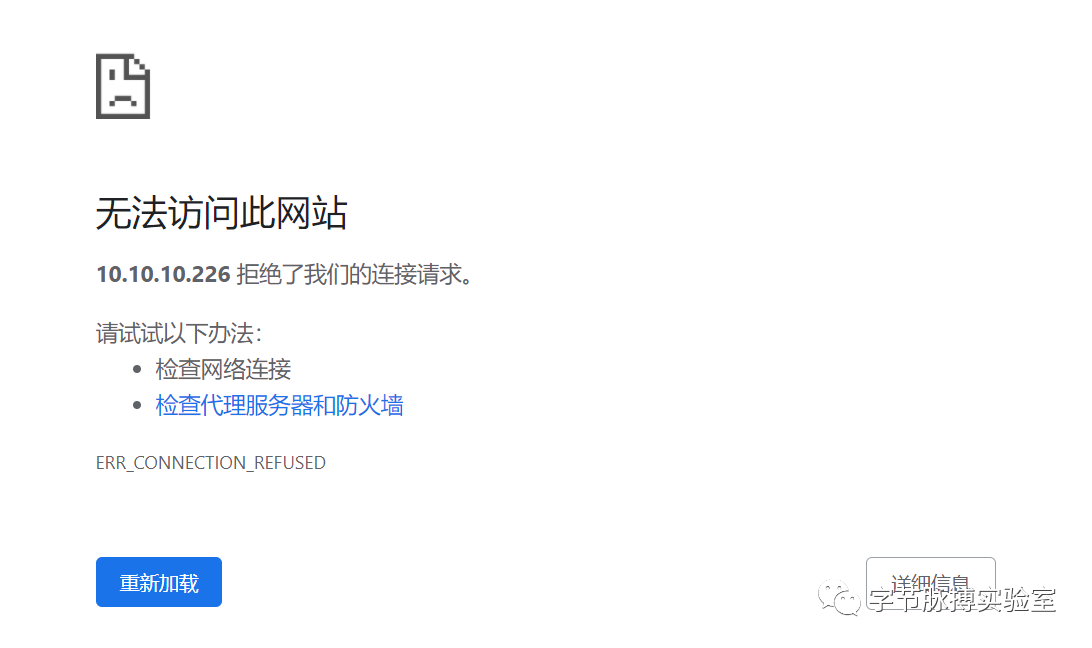 无法访问此网站
10.10.10.226 拒绝了我们的连接请求。
请试试以下办法：
检查网络连接
检查代理服务器和防火墙
ERR_CONNECTION_REFUSED
重新加载
详细信息
字节脉搏实验室